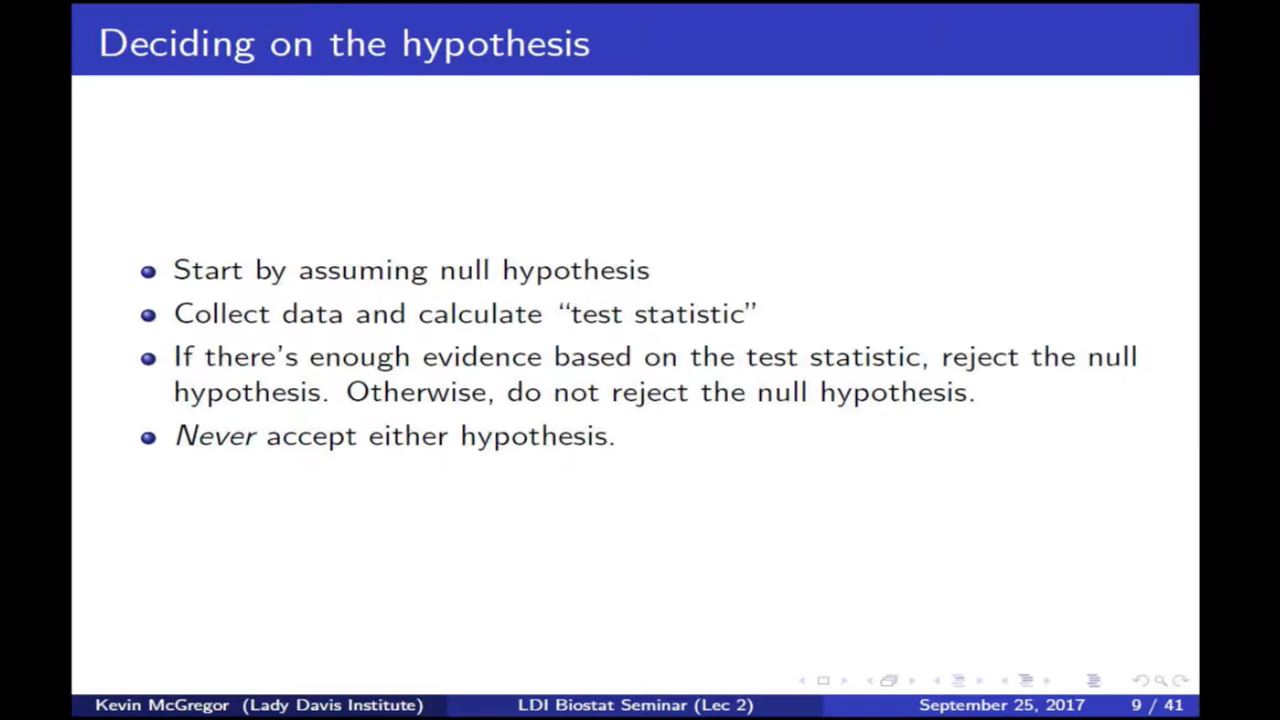 Deciding on the hypothesis
Start by assuming null hypothesis
Collect data and calculate “test statistic”
If there’s enough evidence based on the test statistic, reject the null
hypothesis. Otherwise, do not reject the null hypothesis.
Never accept either hypothesis.
Kevin McGregor (Lady Davis Institute) LDI Biostat Seminar (Lec 2) September 25, 2017 9 / 41